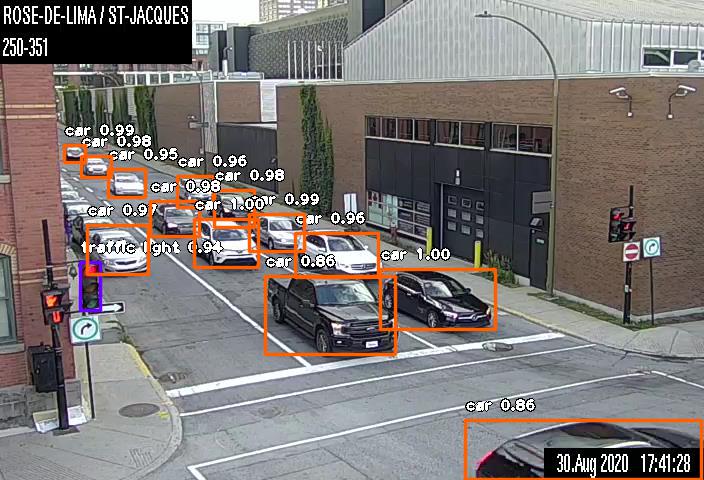 ROSE-DE-LIMA / ST-JACQUES
250-351
car 0.99
car 0.98
car 0.95
car 0.96
car 0.98
car 0.98
car 1.00
car 0.99
car 0.97
car 0.96
traffic light 0.94
car 0.86
car 1.00
car 0.86
30.Aug 2020 17:41:28